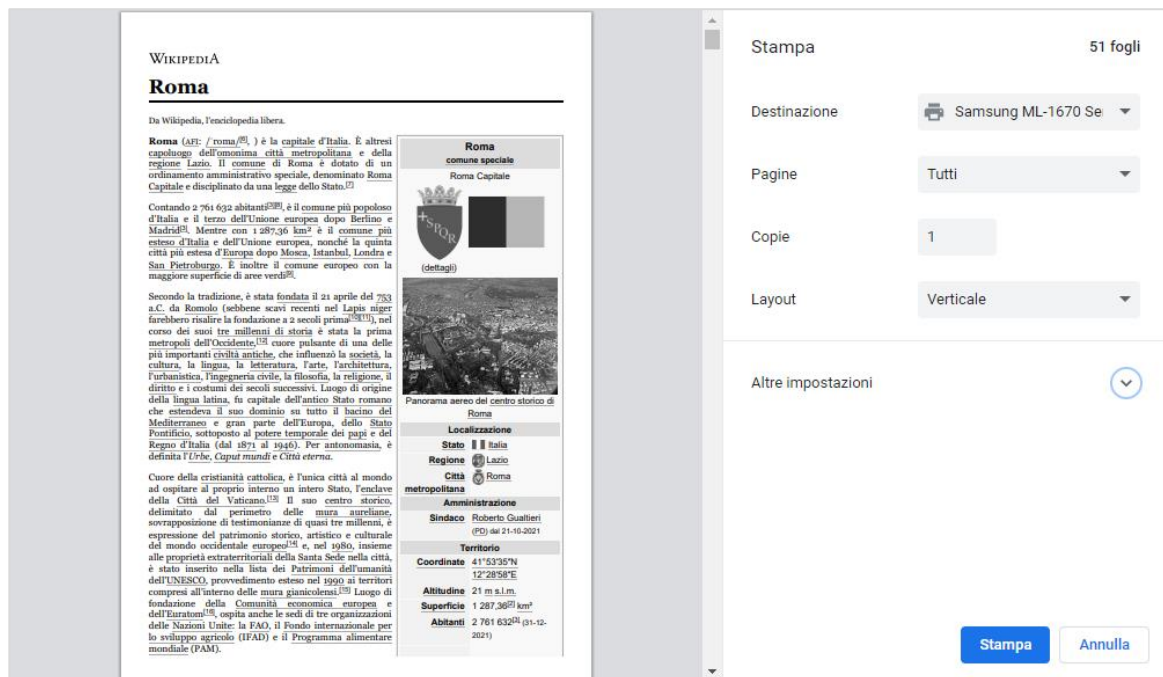 WIKIPEDIA
Roma
Da Wikipedia, l'enciclopedia libera.
Roma (AFI: /ˈroma/[6], ) è la capitale d'Italia. È altresì
capoluogo dell'omonima città metropolitana e della
regione Lazio. Il comune di Roma è dotato di un
ordinamento amministrativo speciale, denominato Roma
Capitale e disciplinato da una legge dello Stato.[7]
Contando 2 761 632 abitanti[3][8], è il comune più popoloso
d'Italia e il terzo dell'Unione europea dopo Berlino e
Madrid[3]. Mentre con 1 287,36 km² è il comune più
esteso d'Italia e dell'Unione europea, nonché la quinta
città più estesa d'Europa dopo Mosca, Istanbul, Londra e
San Pietroburgo. È inoltre il comune europeo con la
maggiore superficie di aree verdi[9].
Secondo la tradizione, è stata fondata il 21 aprile del 753
a.C. da Romolo (sebbene scavi recenti nel Lapis niger
farebbero risalire la fondazione a 2 secoli prima[10][11]), nel
corso dei suoi tre millenni di storia è stata la prima
metropoli dell'Occidente,[12] cuore pulsante di una delle
più importanti civiltà antiche, che influenzò la società, la
cultura, la lingua, la letteratura, l'arte, l'architettura,
l'urbanistica, l'ingegneria civile, la filosofia, la religione, il
diritto e i costumi dei secoli successivi. Luogo di origine
della lingua latina, fu capitale dell'antico Stato romano
che estendeva il suo dominio su tutto il bacino del
Mediterraneo e gran parte dell'Europa, dello Stato
Pontificio, sottoposto al potere temporale dei papi e del
Regno d'Italia (dal 1871 al 1946). Per antonomasia, è
definita l'Urbe, Caput mundi e Città eterna.
Cuore della cristianità cattolica, è l'unica città al mondo
ad ospitare al proprio interno un intero Stato, l'enclave
della Città del Vaticano.[13] Il suo centro storico,
delimitato dal perimetro delle mura aureliane,
sovrapposizione di testimonianze di quasi tre millenni, è
espressione del patrimonio storico, artistico e culturale
del mondo occidentale europeo[14] e, nel 1980, insieme
alle proprietà extraterritoriali della Santa Sede nella città,
è stato inserito nella lista dei Patrimoni dell'umanità
dell'UNESCO, provvedimento esteso nel 1990 ai territori
compresi all'interno delle mura gianicolensi.[15] Luogo di
fondazione della Comunità economica europea e
dell'Euratom[16], ospita anche le sedi di tre organizzazioni
delle Nazioni Unite: la FAO, il Fondo internazionale per
lo sviluppo agricolo (IFAD) e il Programma alimentare
mondiale (PAM).
Roma
comune speciale
Roma Capitale
SPQR
(dettagli)
Panorama aereo del centro storico di
Roma
Localizzazione
Stato Italia
Regione Lazio
Città Roma
metropolitana
Amministrazione
Sindaco Roberto Gualtieri
(PD) dal 21-10-2021
Territorio
Coordinate 41°53'35"N
12°28'58"E
Altitudine 21 m s.l.m.
Superficie 1 287,36[2] km²
Abitanti 2 761 632[3] (31-12-
2021)
Stampa 51 fogli
Destinazione Samsung ML-1670 Se
Pagine Tutti
Copie 1
Layout Verticale
Altre impostazioni
Stampa Annulla